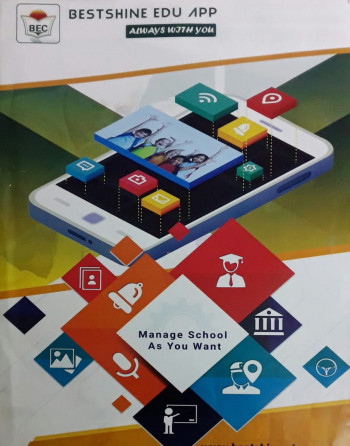 BEC
BESTSHINE EDU APP
ALWAYS WITH YOU
Manage School
As You Want